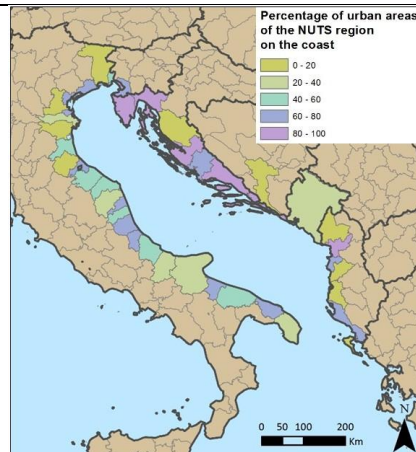 Percentage of urban areas
of the NUTS region
on the coast
0 - 20
20 - 40
40 - 60
60 - 80
80 - 100
N
0 50 100 200
Km